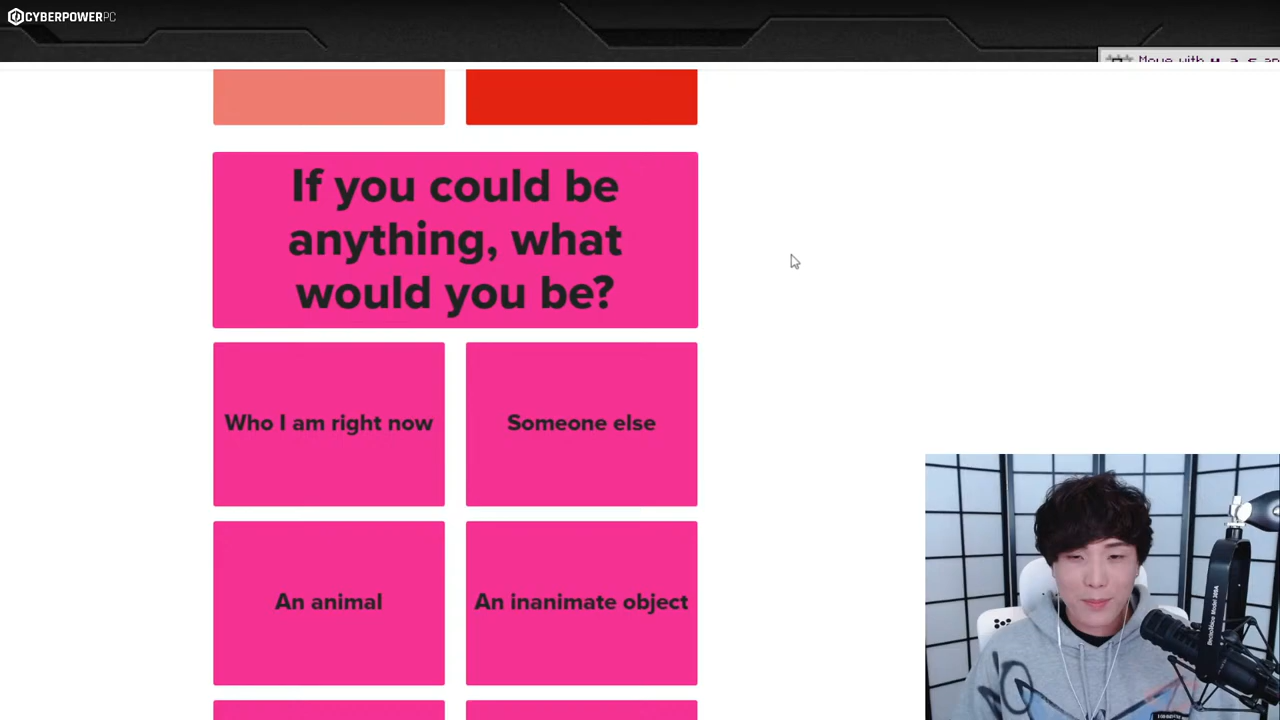 CYBERPOWERPC
If you could be
anything, what
would you be?
Who I am right now
Someone else
An animal
An inanimate object